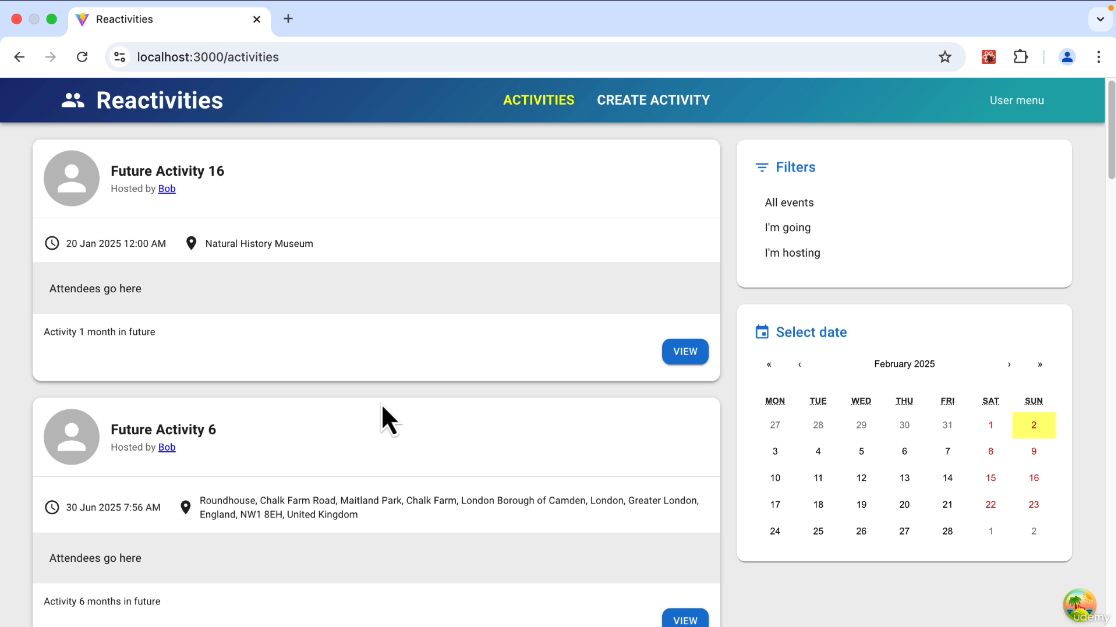 Reactivities
localhost:3000/activities
Reactivities
ACTIVITIES
CREATE ACTIVITY
User menu
Future Activity 16
Hosted by Bob
20 Jan 2025 12:00 AM
Natural History Museum
Attendees go here
Activity 1 month in future
VIEW
Future Activity 6
Hosted by Bob
30 Jun 2025 7:56 AM
Roundhouse, Chalk Farm Road, Maitland Park, Chalk Farm, London Borough of Camden, London, Greater London,
England, NW1 8EH, United Kingdom
Attendees go here
Activity 6 months in future
VIEW
Filters
All events
I'm going
I'm hosting
Select date
« ‹ February 2025 › »
MON TUE WED THU FRI SAT SUN
27 28 29 30 31 1 2
3 4 5 6 7 8 9
10 11 12 13 14 15 16
17 18 19 20 21 22 23
24 25 26 27 28 1 2
udemy